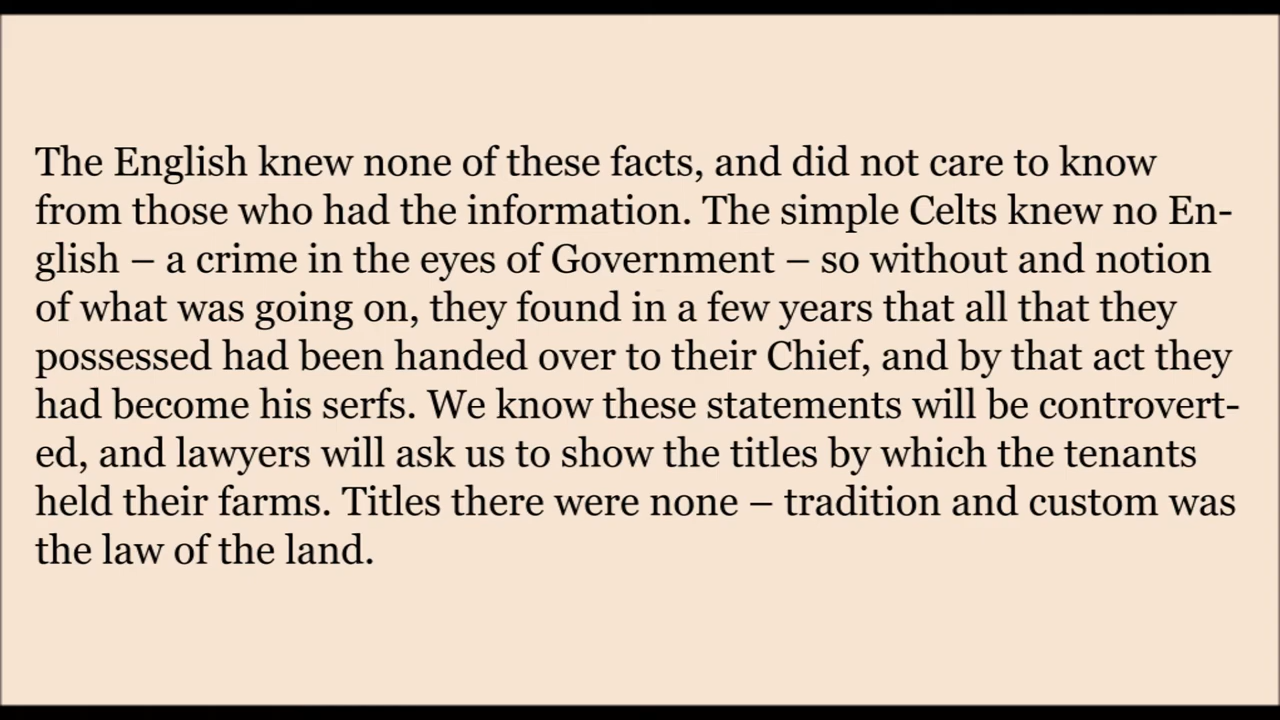 The English knew none of these facts, and did not care to know
from those who had the information. The simple Celts knew no En-
glish – a crime in the eyes of Government – so without and notion
of what was going on, they found in a few years that all that they
possessed had been handed over to their Chief, and by that act they
had become his serfs. We know these statements will be controvert-
ed, and lawyers will ask us to show the titles by which the tenants
held their farms. Titles there were none – tradition and custom was
the law of the land.